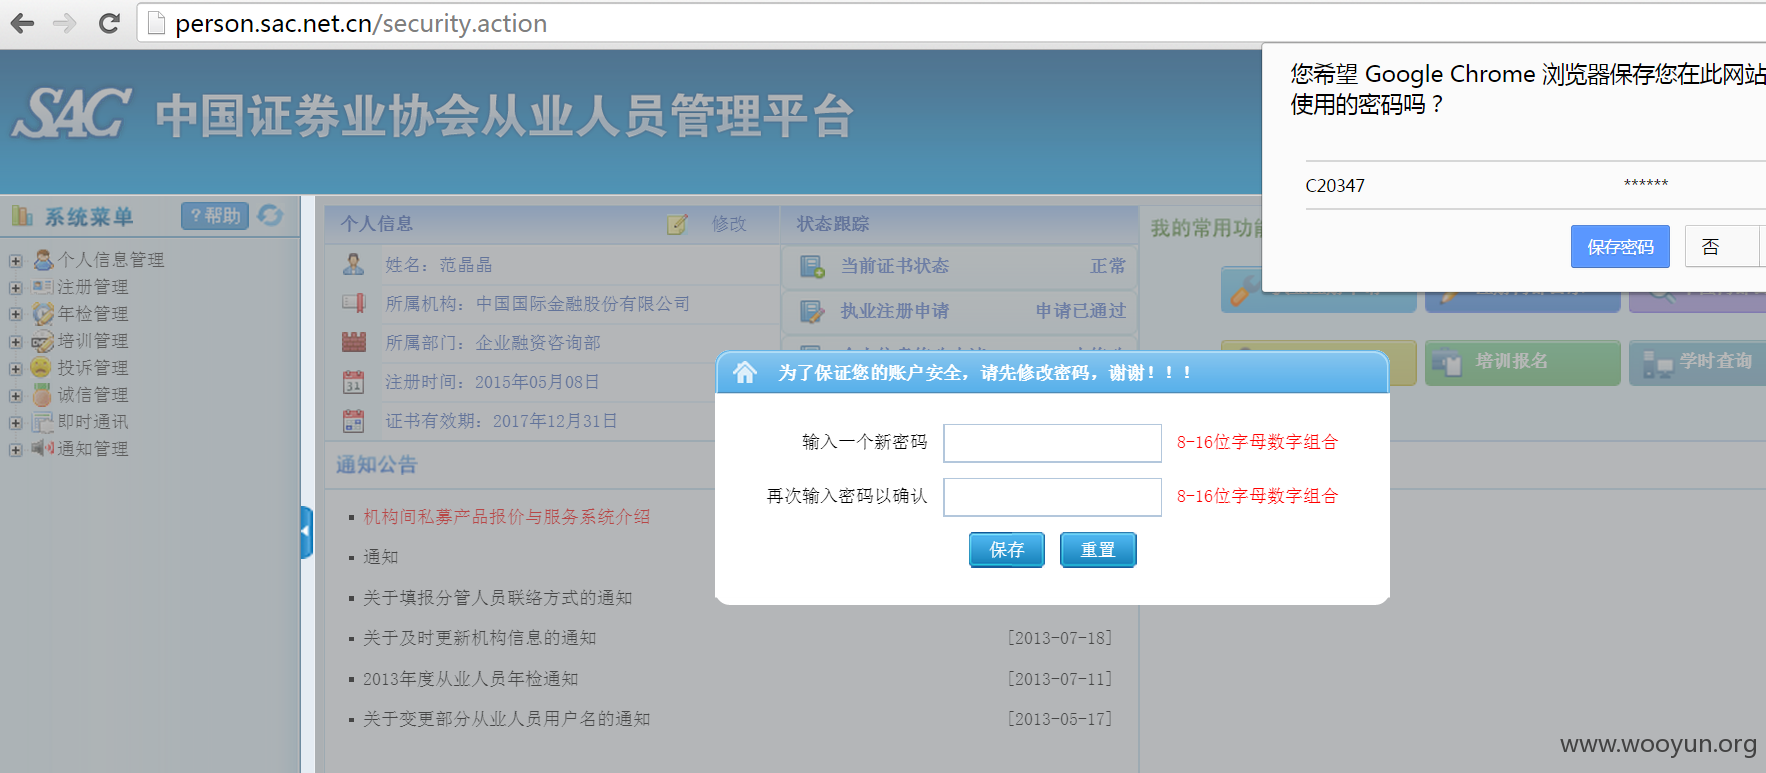 person.sac.net.cn/security.action
您希望 Google Chrome 浏览器保存您在此网站
使用的密码吗？
C20347 ******
保存密码 否
SAC 中国证券业协会从业人员管理平台
系统菜单 ?帮助
个人信息管理
注册管理
年检管理
培训管理
投诉管理
诚信管理
即时通讯
通知管理
个人信息 修改
姓名：范晶晶
所属机构：中国国际金融股份有限公司
所属部门：企业融资咨询部
注册时间：2015年05月08日
证书有效期：2017年12月31日
状态跟踪
当前证书状态 正常
执业注册申请 申请已通过
我的常用功能
培训报名 学时查询
为了保证您的账户安全，请先修改密码，谢谢！！！
输入一个新密码 8-16位字母数字组合
再次输入密码以确认 8-16位字母数字组合
保存 重置
通知公告
机构间私募产品报价与服务系统介绍
通知
关于填报分管人员联络方式的通知
关于及时更新机构信息的通知 [2013-07-18]
2013年度从业人员年检通知 [2013-07-11]
关于变更部分从业人员用户名的通知 [2013-05-17]
www.wooyun.org